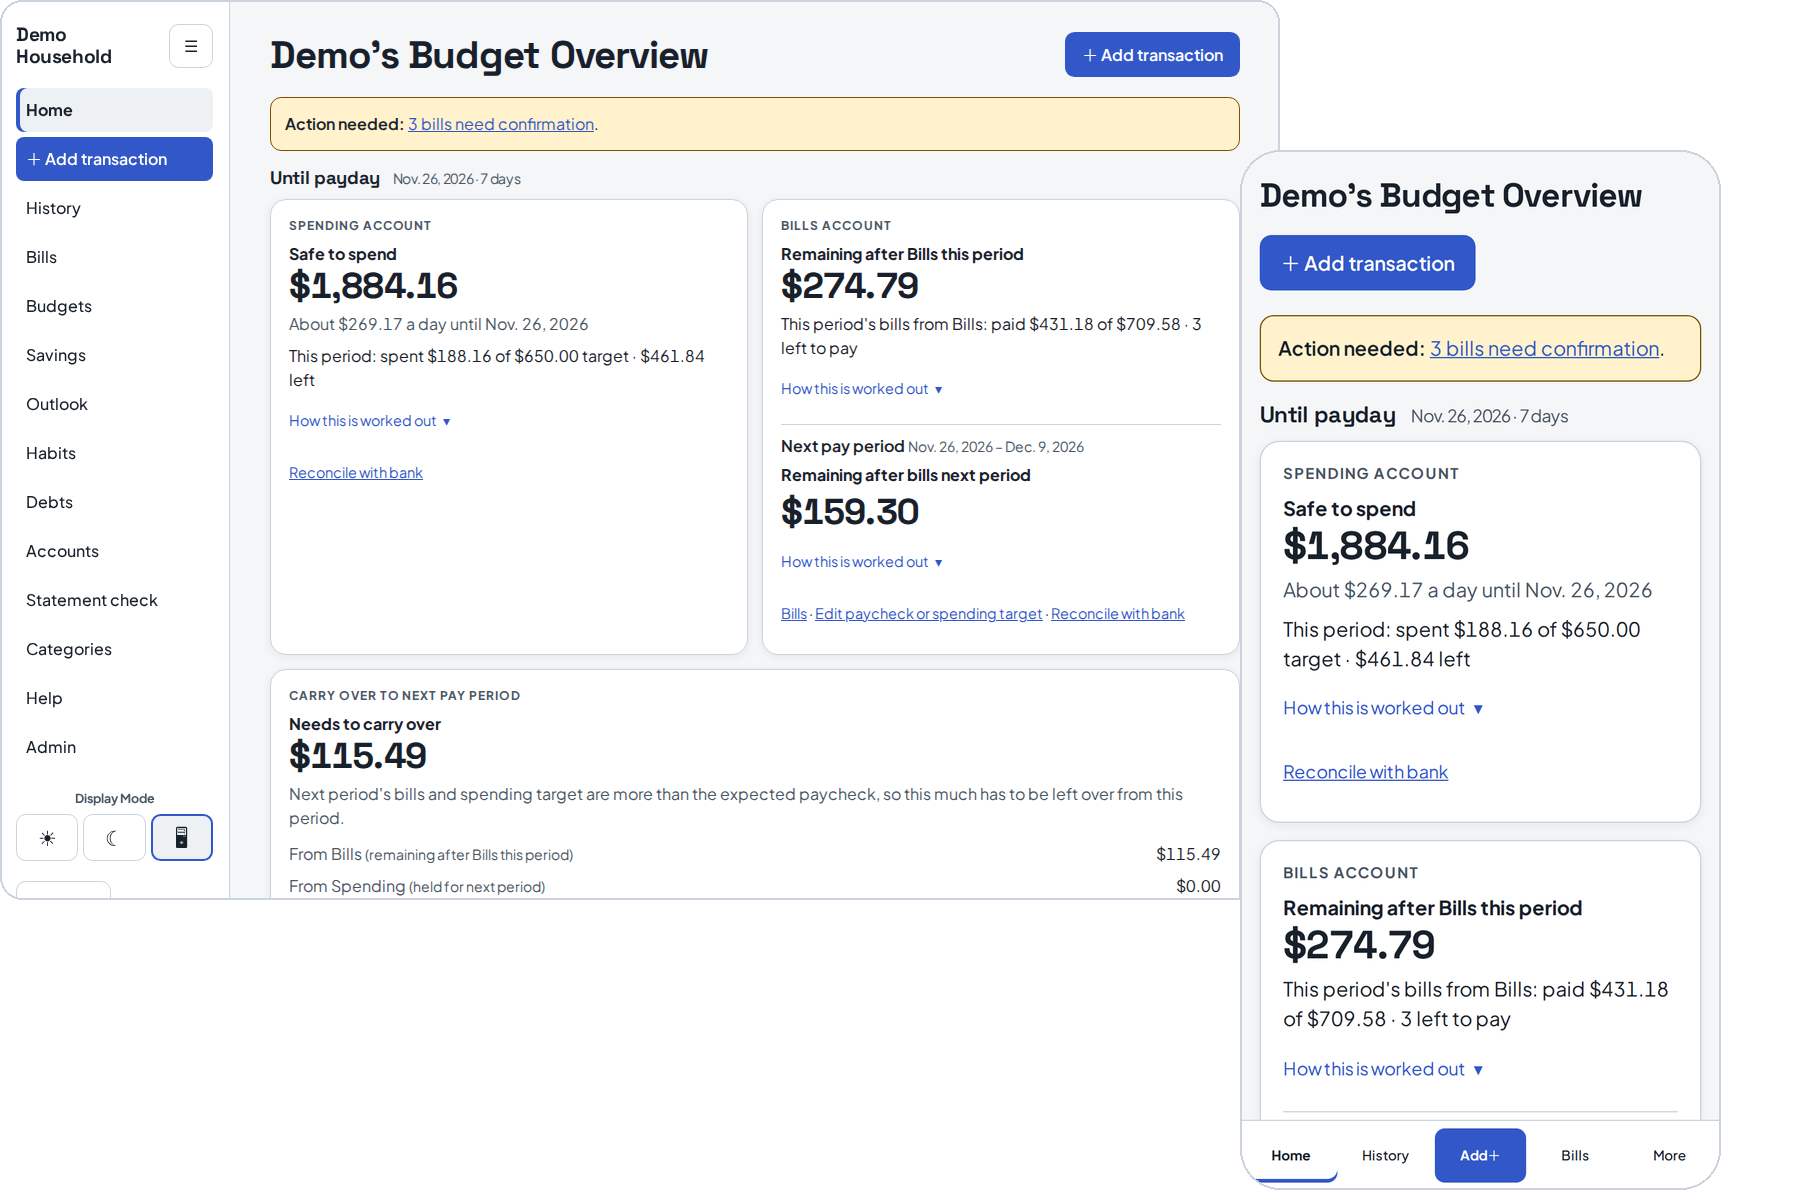 Demo
Household
☰
Home
+ Add transaction
History
Bills
Budgets
Savings
Outlook
Habits
Debts
Accounts
Statement check
Categories
Help
Admin
Display Mode
Demo’s Budget Overview
+ Add transaction
Action needed: 3 bills need confirmation.
Until payday Nov. 26, 2026 · 7 days
SPENDING ACCOUNT
Safe to spend
$1,884.16
About $269.17 a day until Nov. 26, 2026
This period: spent $188.16 of $650.00 target · $461.84
left
How this is worked out ▼
Reconcile with bank
BILLS ACCOUNT
Remaining after Bills this period
$274.79
This period's bills from Bills: paid $431.18 of $709.58 · 3
left to pay
How this is worked out ▼
Next pay period Nov. 26, 2026 – Dec. 9, 2026
Remaining after bills next period
$159.30
How this is worked out ▼
Bills · Edit paycheck or spending target · Reconcile with bank
CARRY OVER TO NEXT PAY PERIOD
Needs to carry over
$115.49
Next period's bills and spending target are more than the expected paycheck, so this much has to be left over from this
period.
From Bills (remaining after Bills this period) $115.49
From Spending (held for next period) $0.00
Demo’s Budget Overview
+ Add transaction
Action needed: 3 bills need confirmation.
Until payday Nov. 26, 2026 · 7 days
SPENDING ACCOUNT
Safe to spend
$1,884.16
About $269.17 a day until Nov. 26, 2026
This period: spent $188.16 of $650.00
target · $461.84 left
How this is worked out ▼
Reconcile with bank
BILLS ACCOUNT
Remaining after Bills this period
$274.79
This period's bills from Bills: paid $431.18
of $709.58 · 3 left to pay
How this is worked out ▼
Home History Add+ Bills More